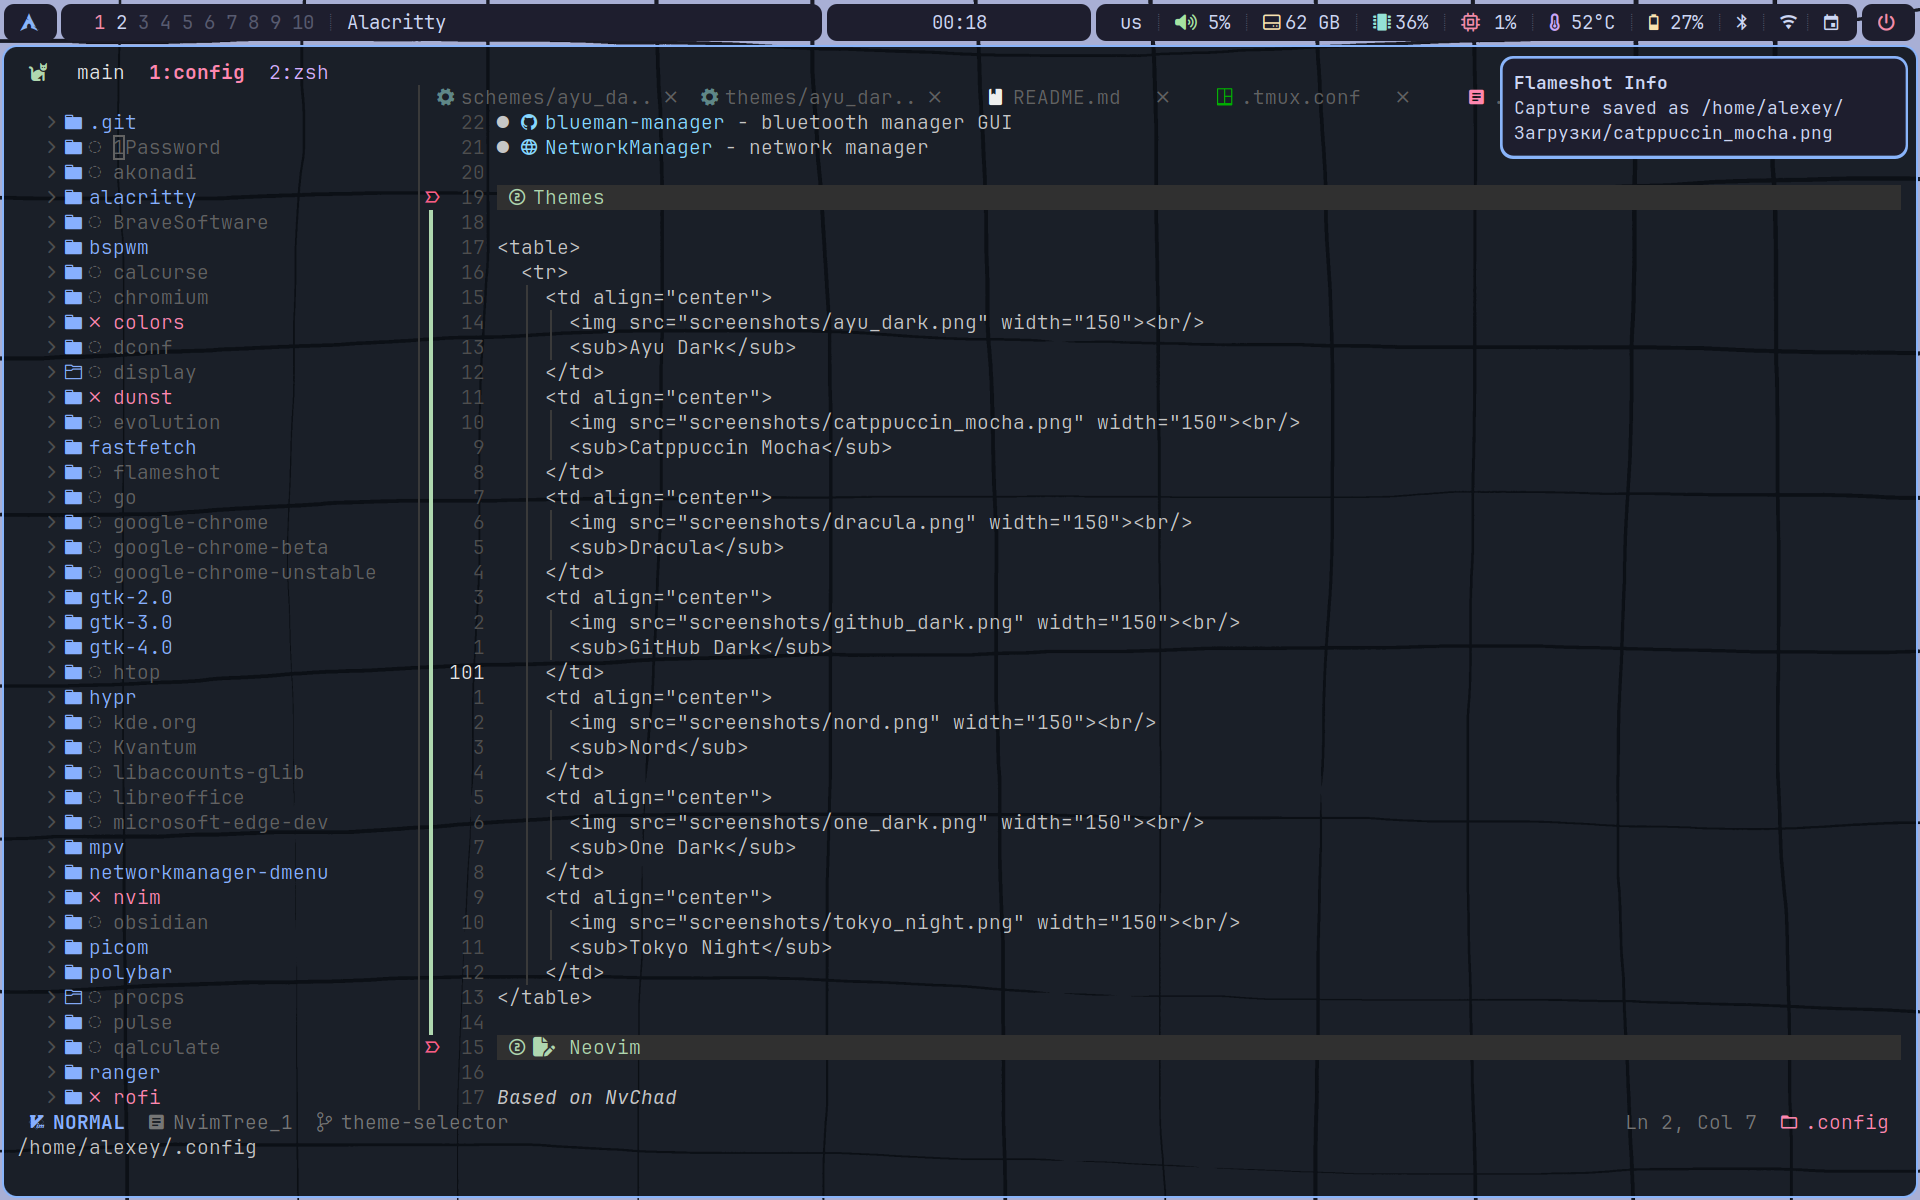 1 2 3 4 5 6 7 8 9 10 Alacritty 00:18 us 5% 62 GB 36% 1% 52°C 27%
main 1:config 2:zsh
Flameshot Info
Capture saved as /home/alexey/
Загрузки/catppuccin_mocha.png
schemes/ayu_da.. × themes/ayu_dar.. × README.md × .tmux.conf ×
.git
1Password
akonadi
alacritty
BraveSoftware
bspwm
calcurse
chromium
× colors
dconf
display
× dunst
evolution
fastfetch
flameshot
go
google-chrome
google-chrome-beta
google-chrome-unstable
gtk-2.0
gtk-3.0
gtk-4.0
htop
hypr
kde.org
Kvantum
libaccounts-glib
libreoffice
microsoft-edge-dev
mpv
networkmanager-dmenu
× nvim
obsidian
picom
polybar
procps
pulse
qalculate
ranger
× rofi
22 ● blueman-manager - bluetooth manager GUI
21 ● NetworkManager - network manager
20
19 ② Themes
18
17 <table>
16 <tr>
15 <td align="center">
14 <img src="screenshots/ayu_dark.png" width="150"><br/>
13 <sub>Ayu Dark</sub>
12 </td>
11 <td align="center">
10 <img src="screenshots/catppuccin_mocha.png" width="150"><br/>
9 <sub>Catppuccin Mocha</sub>
8 </td>
7 <td align="center">
6 <img src="screenshots/dracula.png" width="150"><br/>
5 <sub>Dracula</sub>
4 </td>
3 <td align="center">
2 <img src="screenshots/github_dark.png" width="150"><br/>
1 <sub>GitHub Dark</sub>
101 </td>
1 <td align="center">
2 <img src="screenshots/nord.png" width="150"><br/>
3 <sub>Nord</sub>
4 </td>
5 <td align="center">
6 <img src="screenshots/one_dark.png" width="150"><br/>
7 <sub>One Dark</sub>
8 </td>
9 <td align="center">
10 <img src="screenshots/tokyo_night.png" width="150"><br/>
11 <sub>Tokyo Night</sub>
12 </td>
13 </table>
14
15 ② Neovim
16
17 Based on NvChad
NORMAL NvimTree_1 theme-selector Ln 2, Col 7 .config
/home/alexey/.config